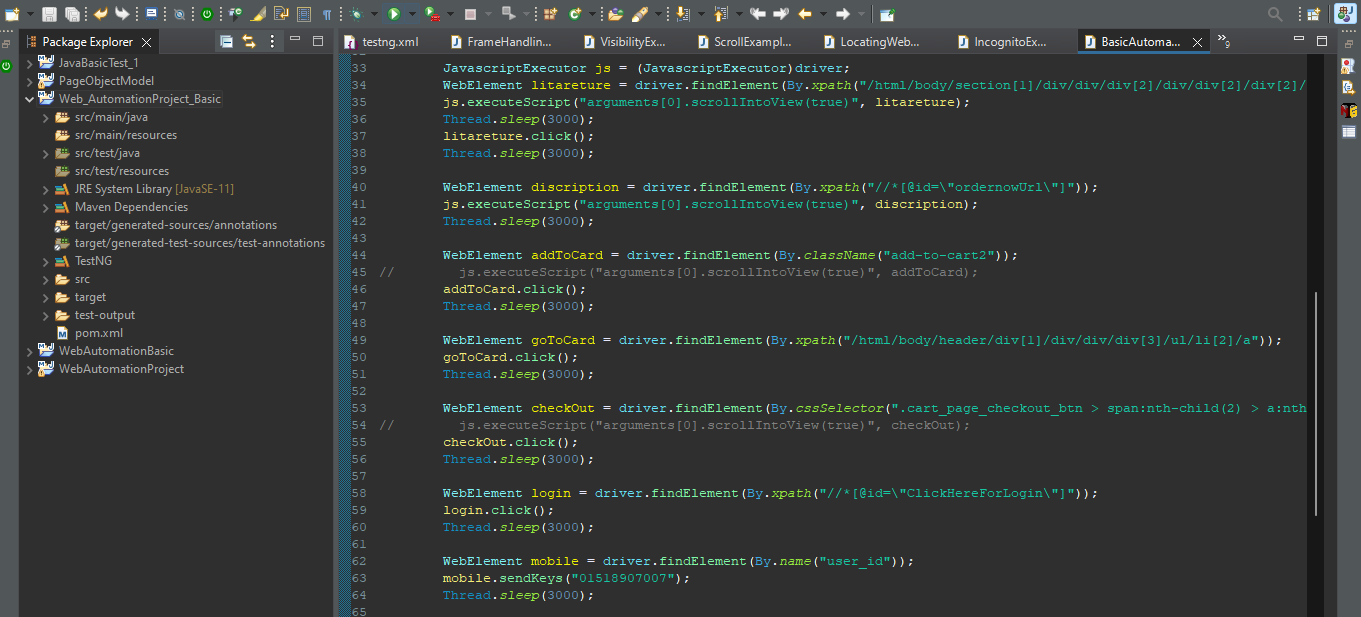 Package Explorer
testng.xml
FrameHandlin...
VisibilityEx...
ScrollExampl...
LocatingWeb...
IncognitoEx...
BasicAutoma...
»9
JavaBasicTest_1
PageObjectModel
Web_AutomationProject_Basic
src/main/java
src/main/resources
src/test/java
src/test/resources
JRE System Library [JavaSE-11]
Maven Dependencies
target/generated-sources/annotations
target/generated-test-sources/test-annotations
TestNG
src
target
test-output
pom.xml
WebAutomationBasic
WebAutomationProject
33 JavascriptExecutor js = (JavascriptExecutor)driver;
34 WebElement litareture = driver.findElement(By.xpath("/html/body/section[1]/div/div/div[2]/div/div[2]/div[2]/
35 js.executeScript("arguments[0].scrollIntoView(true)", litareture);
36 Thread.sleep(3000);
37 litareture.click();
38 Thread.sleep(3000);
39
40 WebElement discription = driver.findElement(By.xpath("//*[@id=\"ordernowUrl\"]"));
41 js.executeScript("arguments[0].scrollIntoView(true)", discription);
42 Thread.sleep(3000);
43
44 WebElement addToCard = driver.findElement(By.className("add-to-cart2"));
45 // js.executeScript("arguments[0].scrollIntoView(true)", addToCard);
46 addToCard.click();
47 Thread.sleep(3000);
48
49 WebElement goToCard = driver.findElement(By.xpath("/html/body/header/div[1]/div/div/div[3]/ul/li[2]/a"));
50 goToCard.click();
51 Thread.sleep(3000);
52
53 WebElement checkOut = driver.findElement(By.cssSelector(".cart_page_checkout_btn > span:nth-child(2) > a:nth
54 // js.executeScript("arguments[0].scrollIntoView(true)", checkOut);
55 checkOut.click();
56 Thread.sleep(3000);
57
58 WebElement login = driver.findElement(By.xpath("//*[@id=\"ClickHereForLogin\"]"));
59 login.click();
60 Thread.sleep(3000);
61
62 WebElement mobile = driver.findElement(By.name("user_id"));
63 mobile.sendKeys("01518907007");
64 Thread.sleep(3000);
65